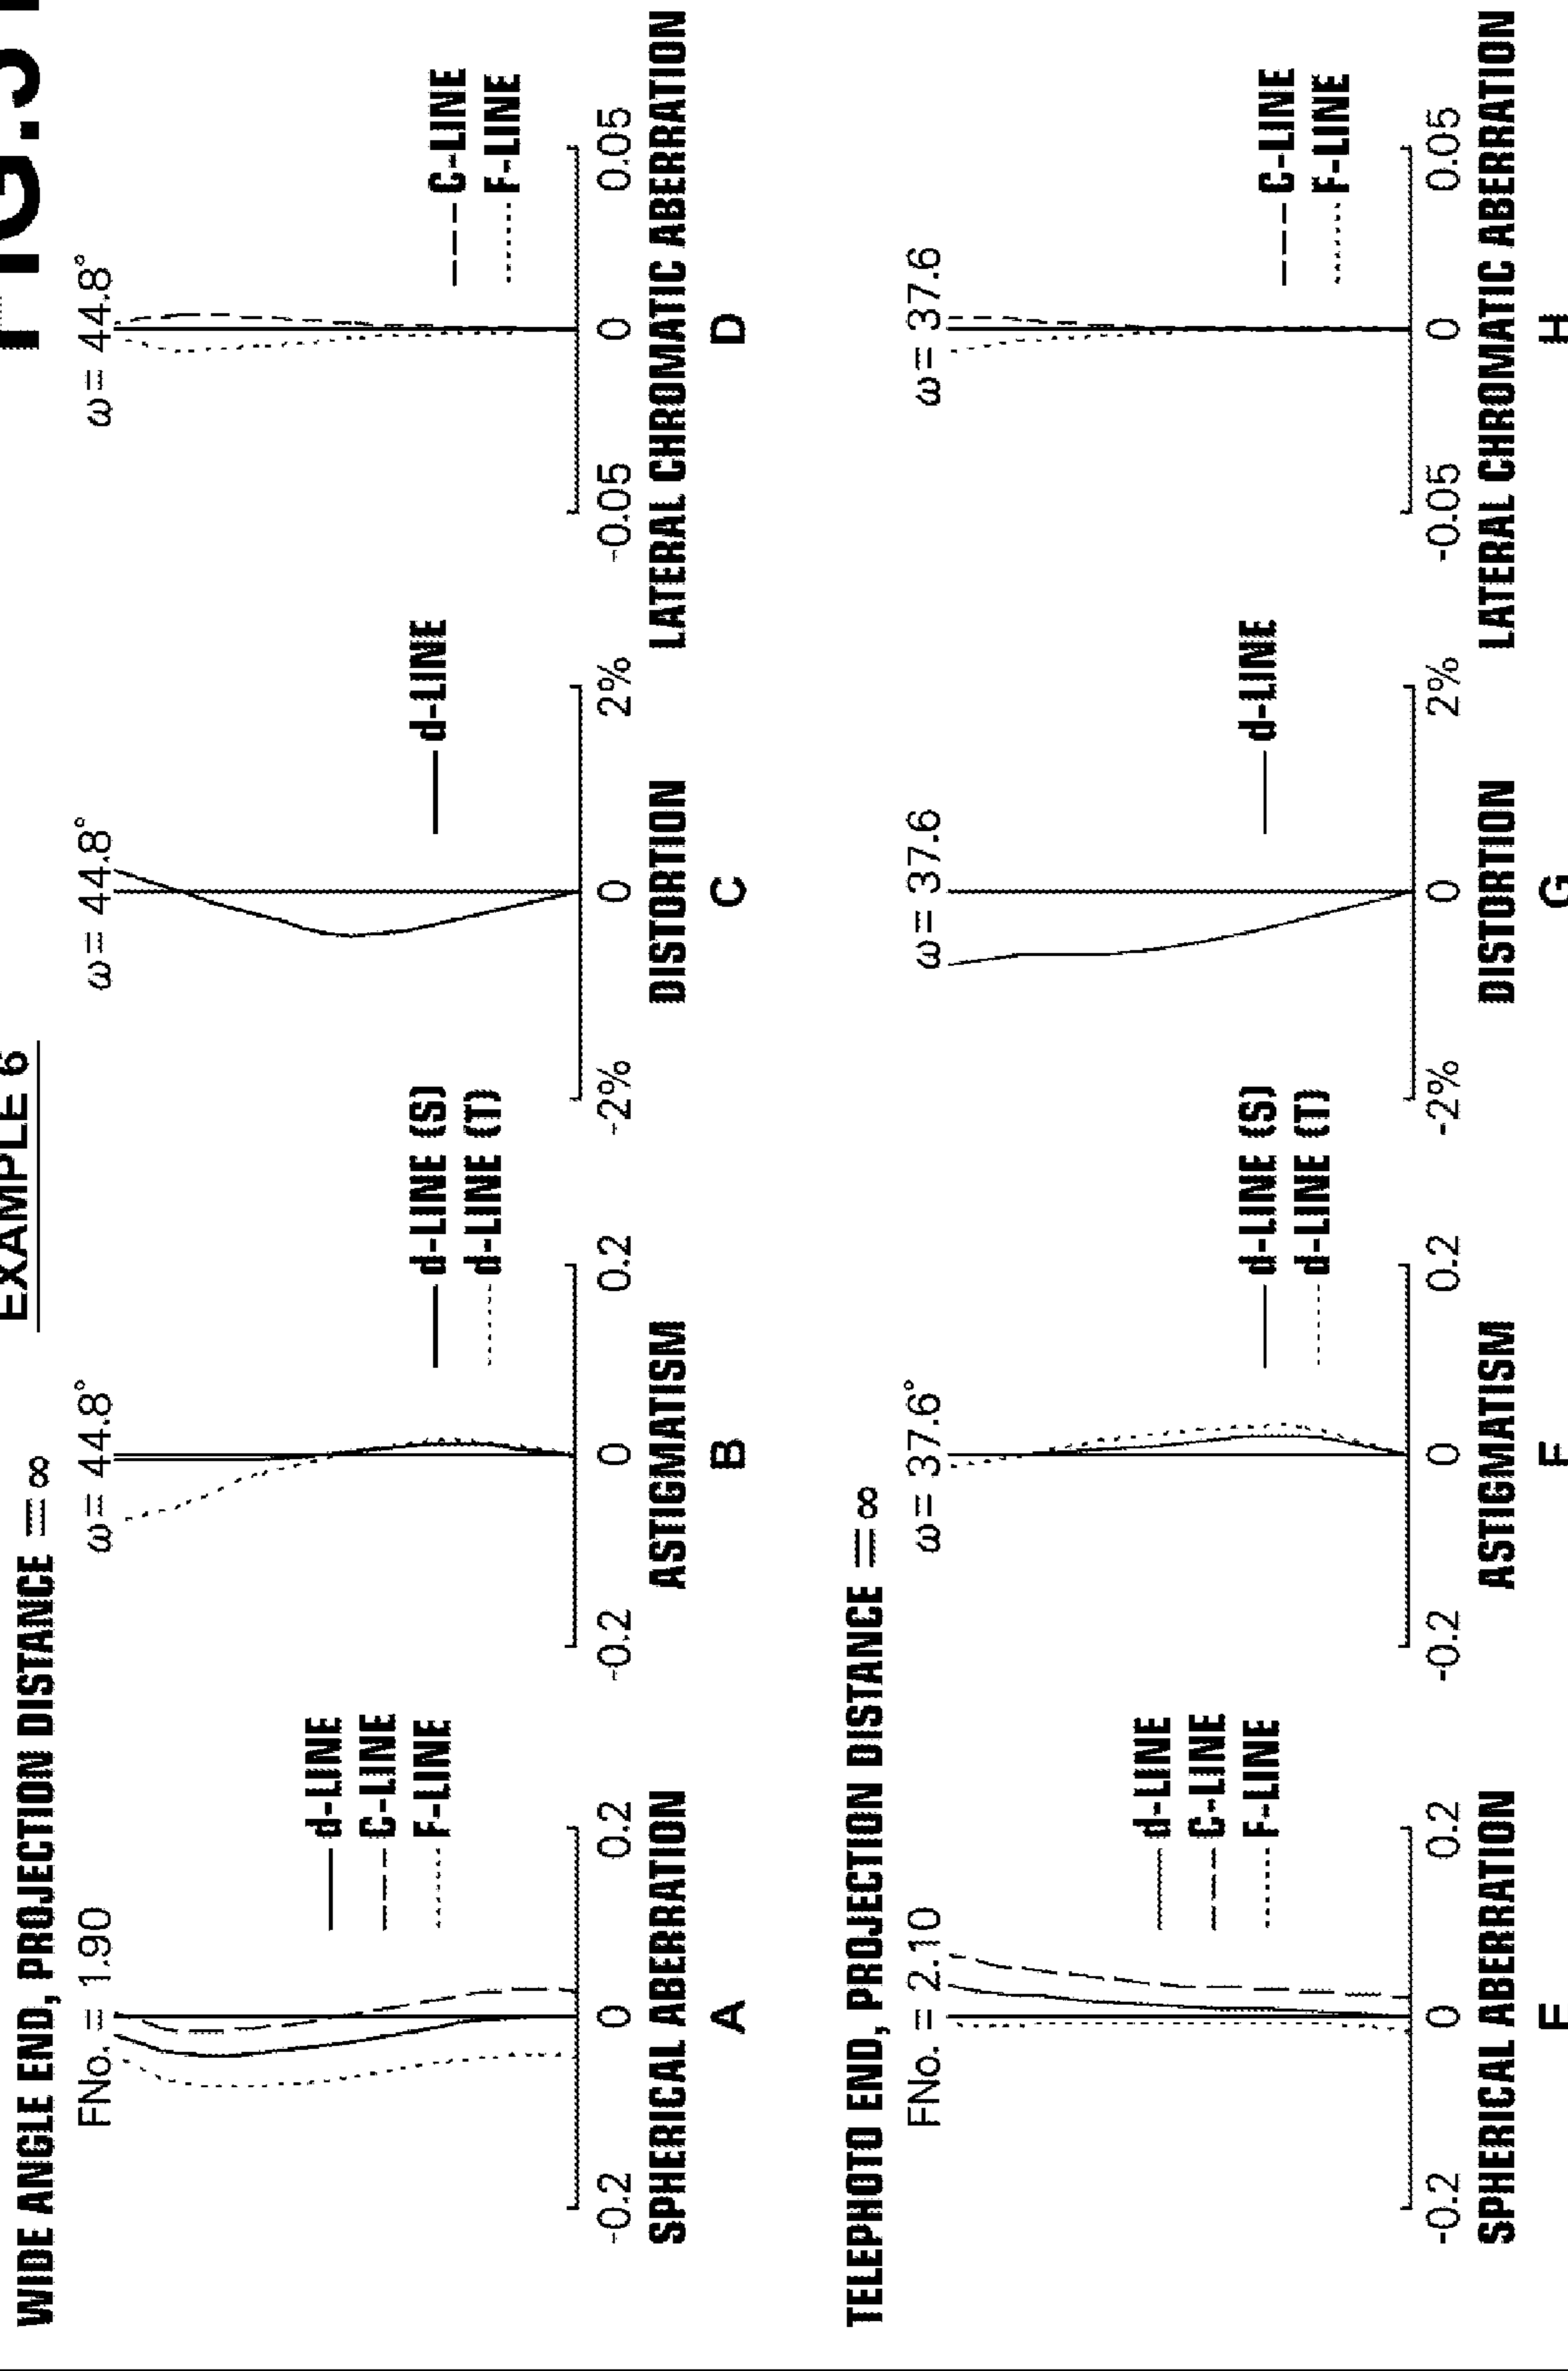 EXAMPLE 6
WIDE ANGLE END, PROJECTION DISTANCE = ∞
FNo. = 1.90
d-LINE
C-LINE
F-LINE
-0.2 0 0.2
SPHERICAL ABERRATION
A
ω = 44.8°
d-LINE (S)
d-LINE (T)
-0.2 0 0.2
ASTIGMATISM
B
ω = 44.8°
d-LINE
-2% 0 2%
DISTORTION
C
ω = 44.8°
C-LINE
F-LINE
-0.05 0 0.05
LATERAL CHROMATIC ABERRATION
D
TELEPHOTO END, PROJECTION DISTANCE = ∞
FNo. = 2.10
d-LINE
C-LINE
F-LINE
-0.2 0 0.2
SPHERICAL ABERRATION
ω = 37.6°
d-LINE (S)
d-LINE (T)
-0.2 0 0.2
ASTIGMATISM
ω = 37.6
d-LINE
-2% 0 2%
DISTORTION
G
ω = 37.6
C-LINE
F-LINE
-0.05 0 0.05
LATERAL CHROMATIC ABERRATION
H